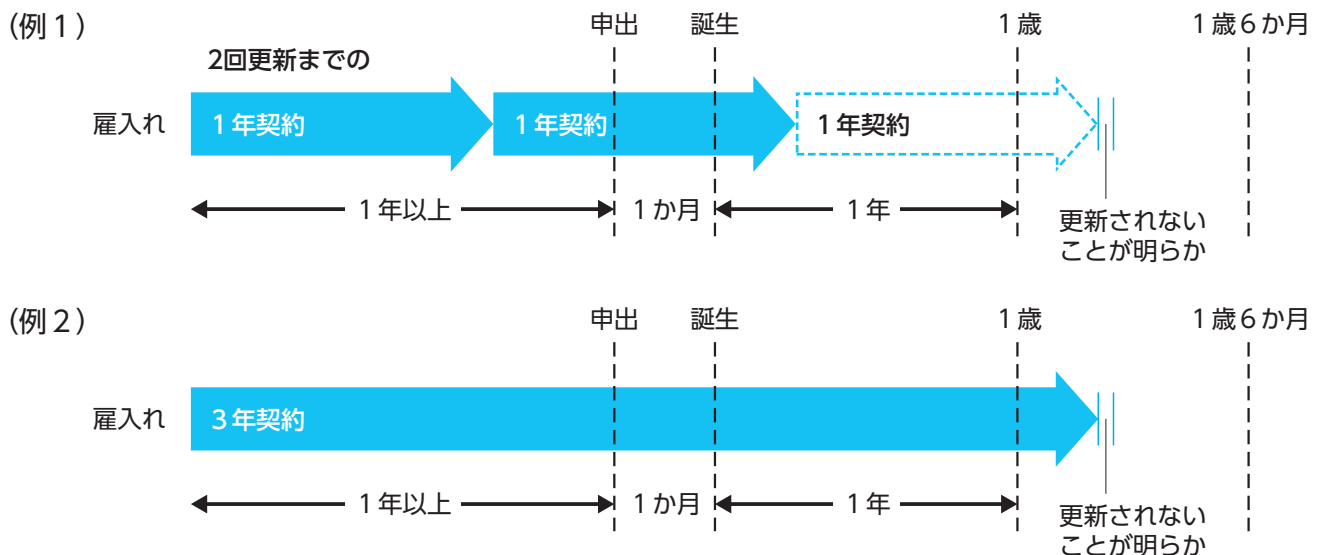 （例１） 申出 誕生 １歳 １歳６か月
2回更新までの
雇入れ １年契約 １年契約 １年契約
１年以上 １か月 １年
更新されない
ことが明らか
（例２） 申出 誕生 １歳 １歳６か月
雇入れ ３年契約
１年以上 １か月 １年
更新されない
ことが明らか